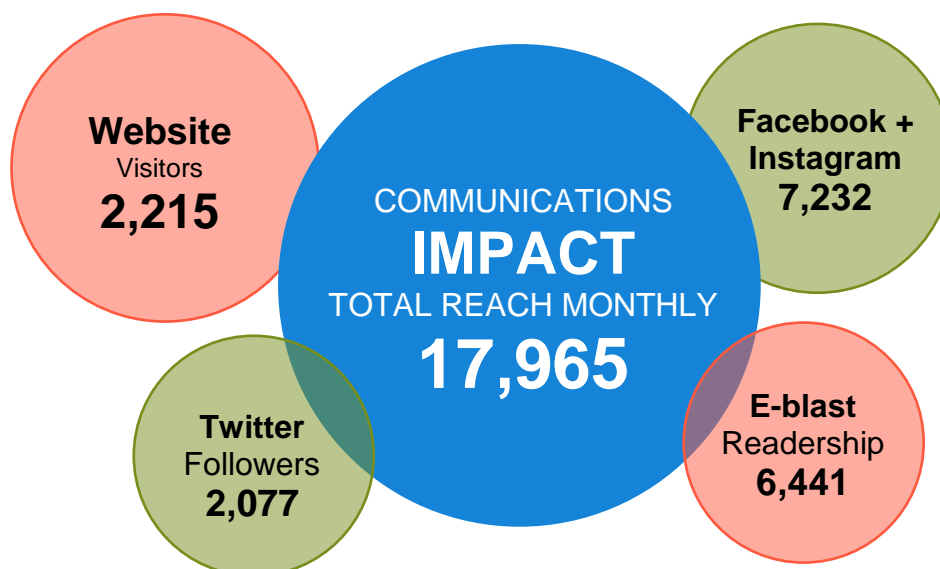 Website
Visitors
2,215
COMMUNICATIONS
IMPACT
TOTAL REACH MONTHLY
17,965
Facebook +
Instagram
7,232
Twitter
Followers
2,077
E-blast
Readership
6,441